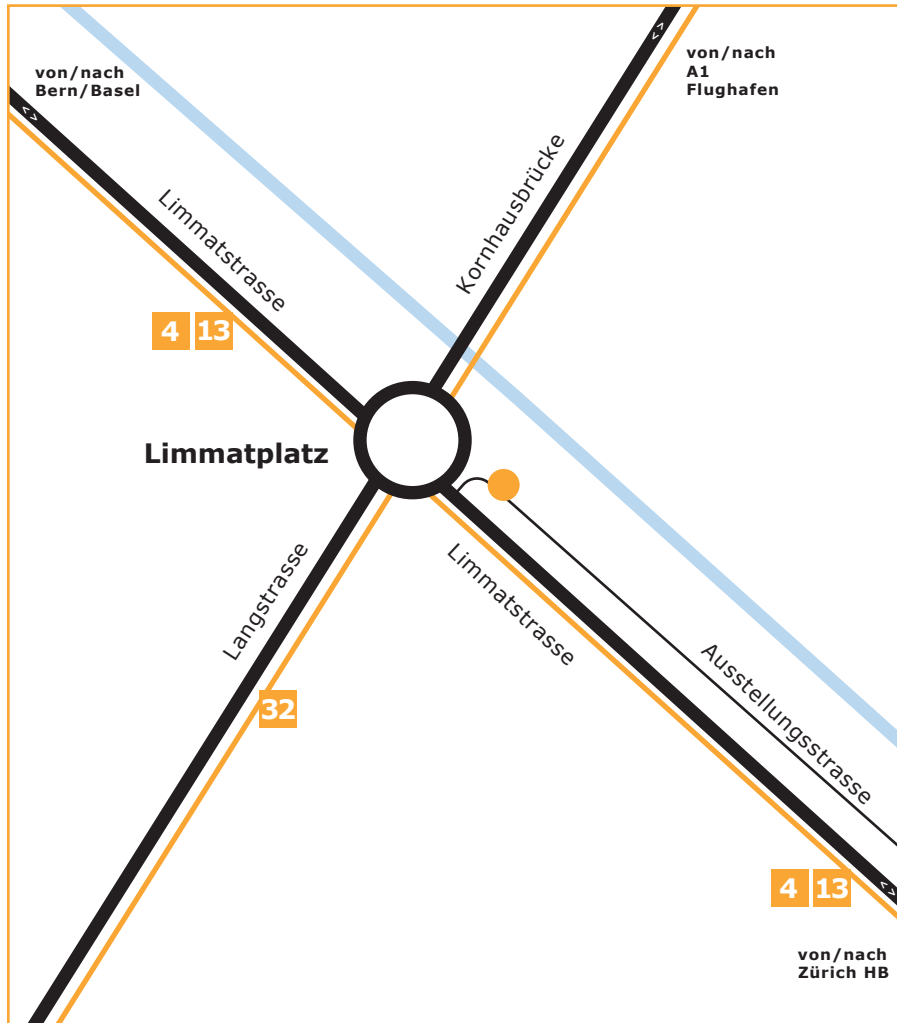 von/nach
Bern/Basel
von/nach
A1
Flughafen
Limmatstrasse
Kornhausbrücke
4 13
Limmatplatz
Langstrasse
Limmatstrasse
32
Ausstellungsstrasse
4 13
von/nach
Zürich HB